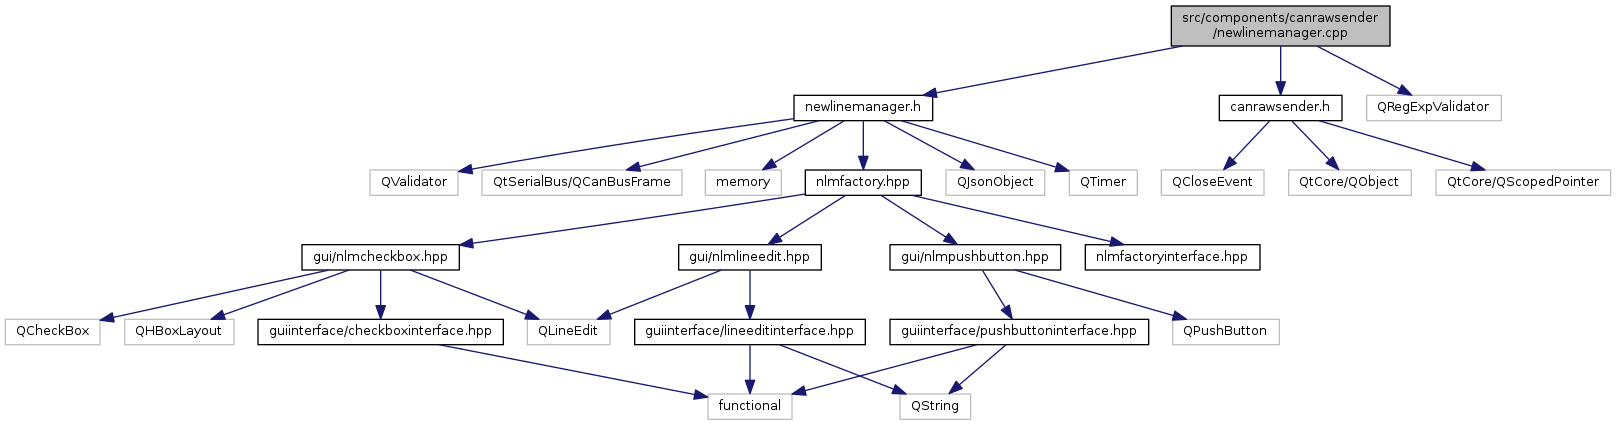 src/components/canrawsender
/newlinemanager.cpp
newlinemanager.h
canrawsender.h
QRegExpValidator
QValidator
QtSerialBus/QCanBusFrame
memory
nlmfactory.hpp
QJsonObject
QTimer
QCloseEvent
QtCore/QObject
QtCore/QScopedPointer
gui/nlmcheckbox.hpp
gui/nlmlineedit.hpp
gui/nlmpushbutton.hpp
nlmfactoryinterface.hpp
QCheckBox
QHBoxLayout
guiinterface/checkboxinterface.hpp
QLineEdit
guiinterface/lineeditinterface.hpp
guiinterface/pushbuttoninterface.hpp
QPushButton
functional
QString